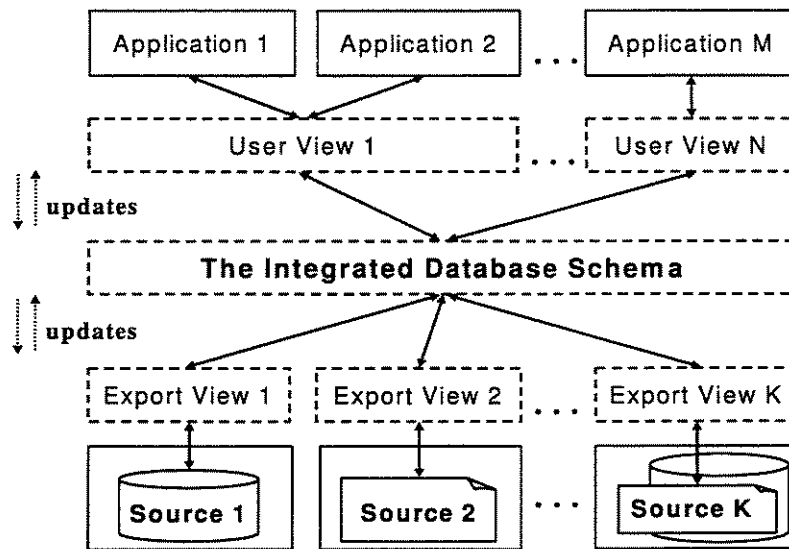 Application 1 Application 2 ... Application M
User View 1 ... User View N
updates
The Integrated Database Schema
updates
Export View 1 Export View 2 ... Export View K
Source 1 Source 2 ... Source K